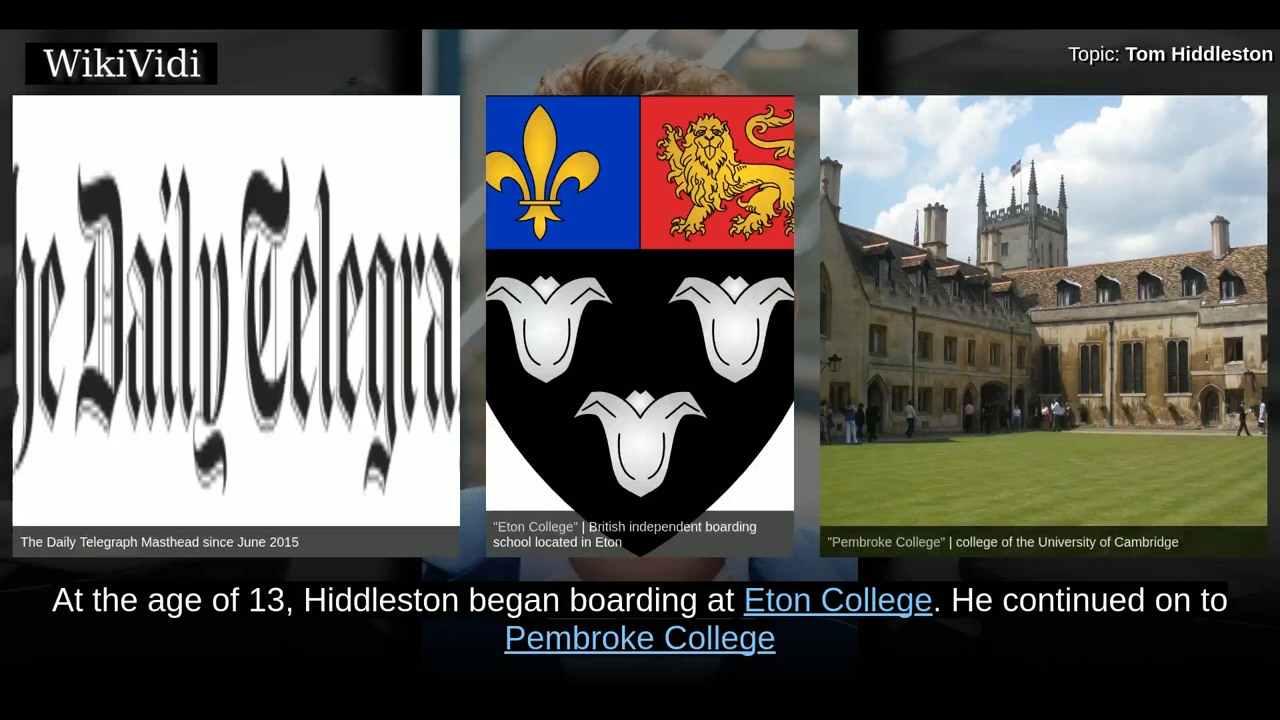 WikiVidi
Topic: Tom Hiddleston
he Daily Telegra
The Daily Telegraph Masthead since June 2015
"Eton College" | British independent boarding
school located in Eton
"Pembroke College" | college of the University of Cambridge
At the age of 13, Hiddleston began boarding at Eton College. He continued on to
Pembroke College